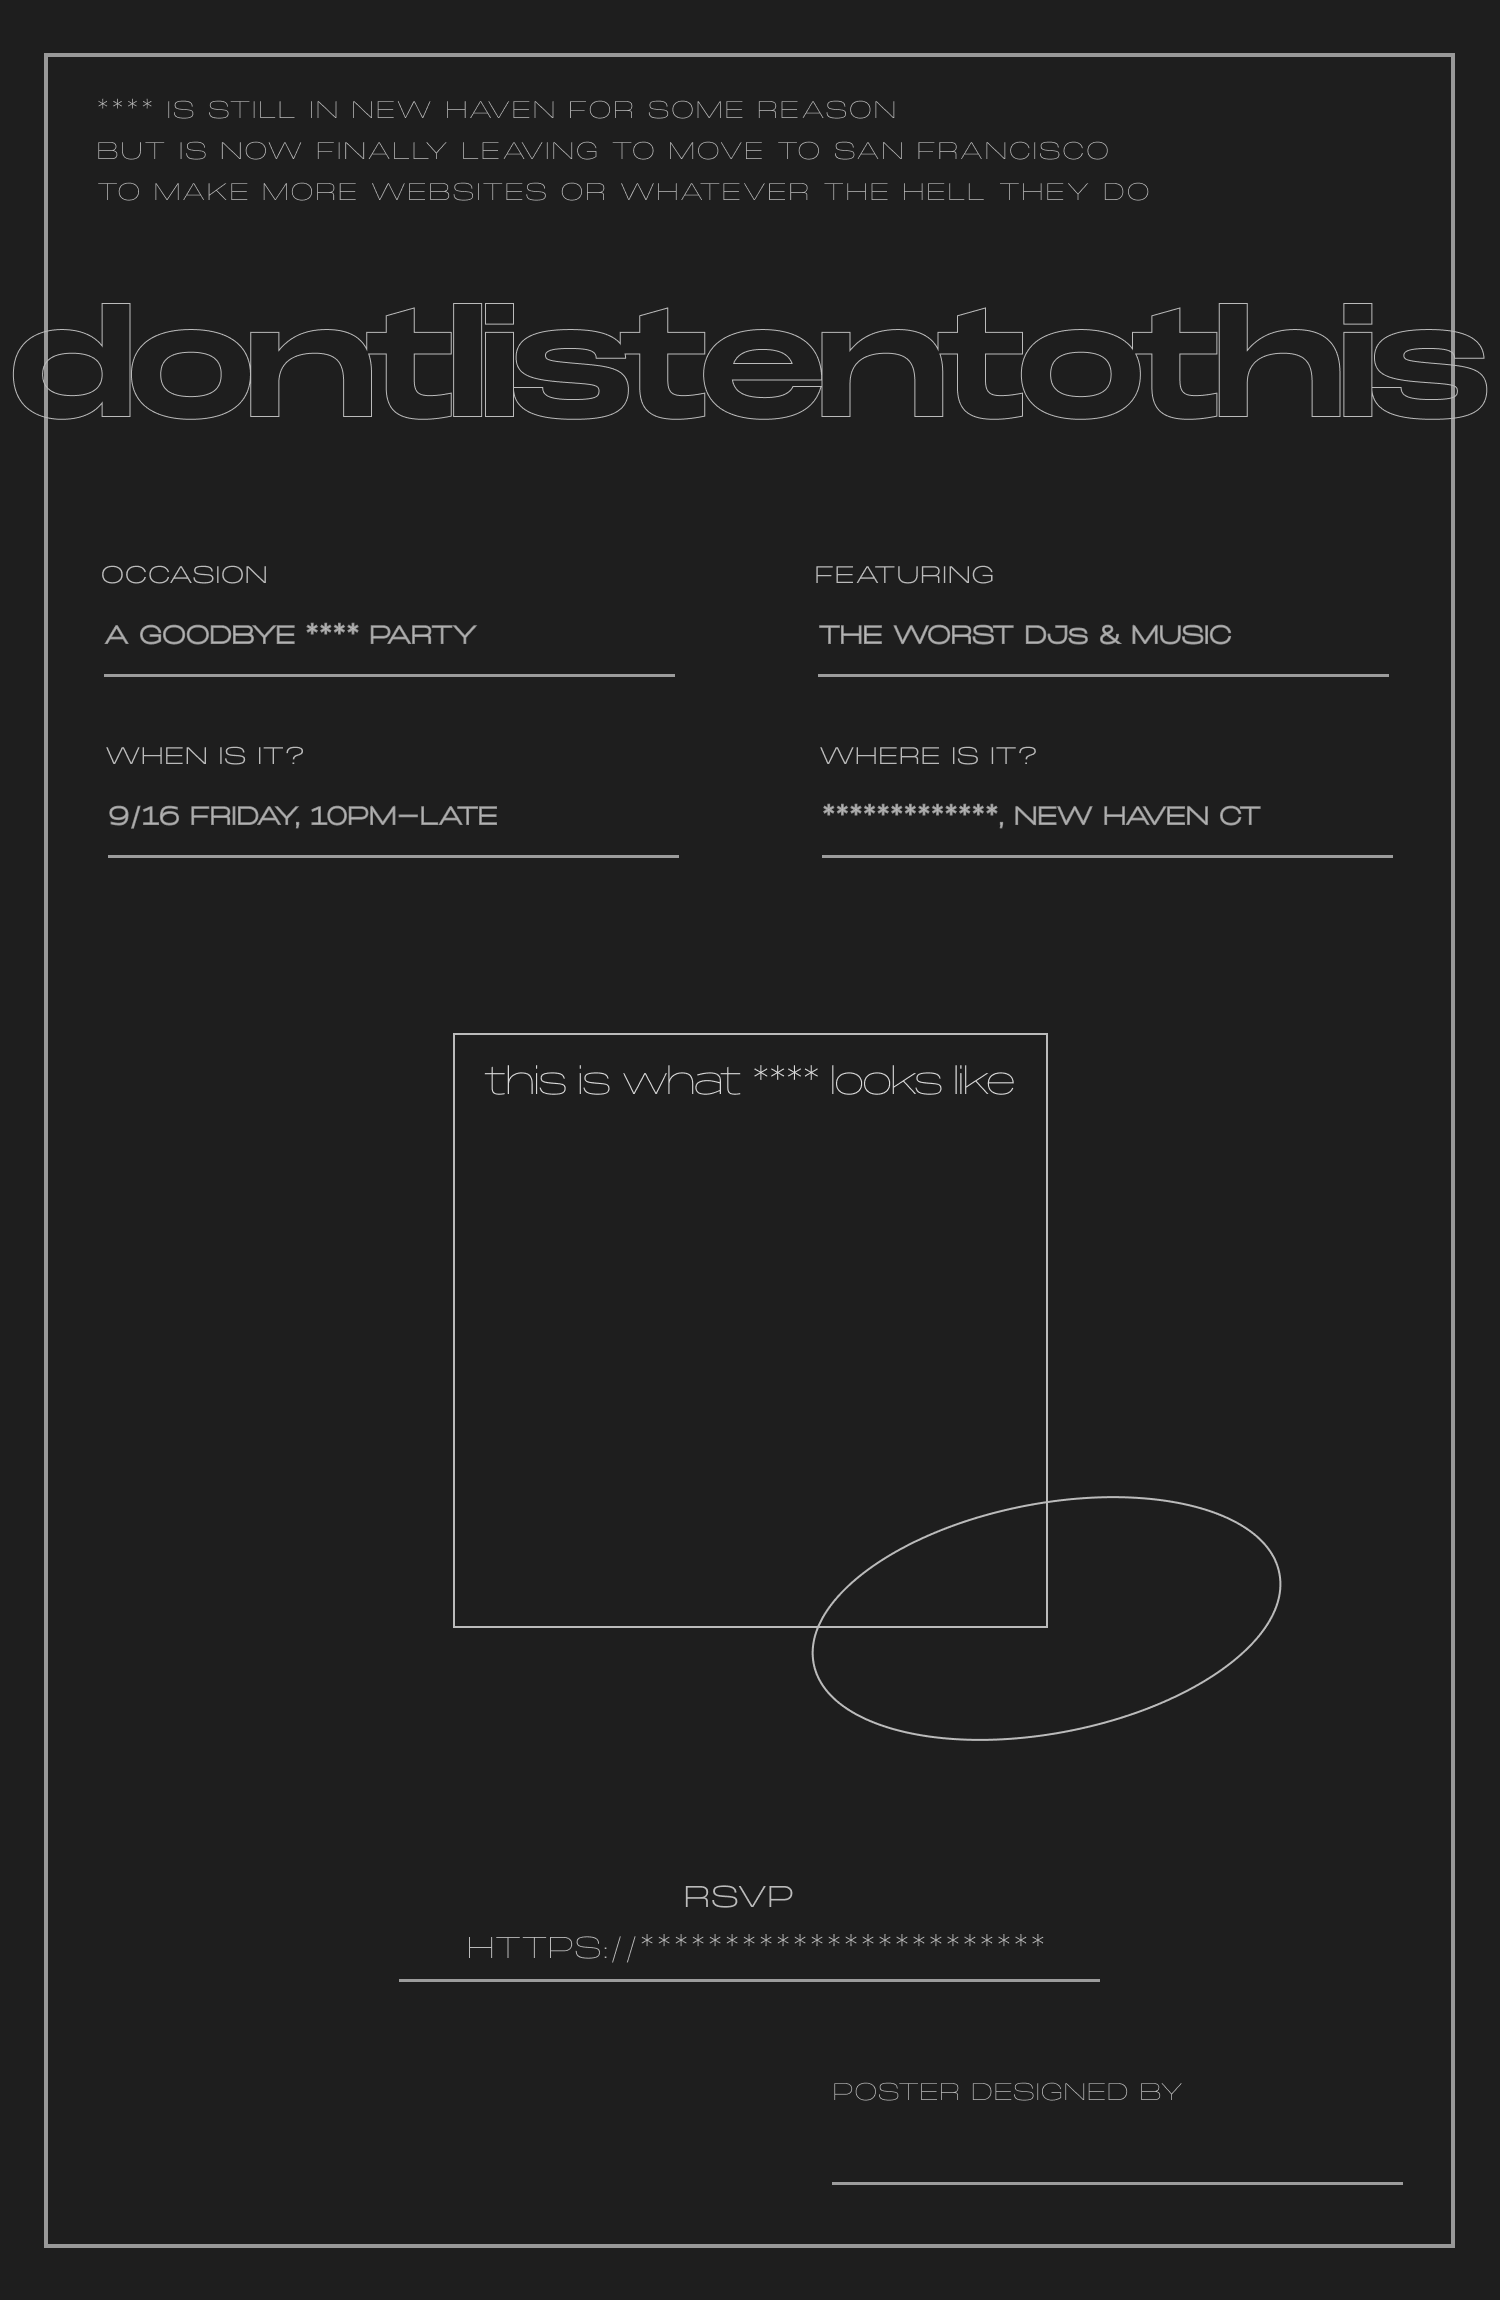 **** IS STILL IN NEW HAVEN FOR SOME REASON
BUT IS NOW FINALLY LEAVING TO MOVE TO SAN FRANCISCO
TO MAKE MORE WEBSITES OR WHATEVER THE HELL THEY DO
dontlistentothis
OCCASION
A GOODBYE **** PARTY
FEATURING
THE WORST DJs & MUSIC
WHEN IS IT?
9/16 FRIDAY, 10PM–LATE
WHERE IS IT?
*************, NEW HAVEN CT
this is what **** looks like
RSVP
HTTPS://************************
POSTER DESIGNED BY